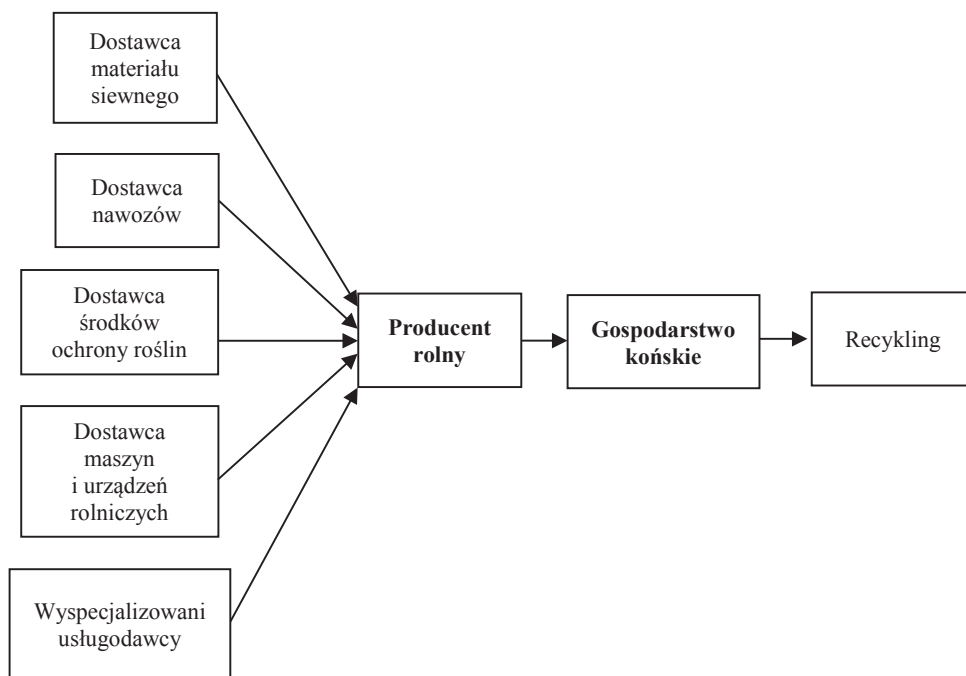 Dostawca
materiału
siewnego
Dostawca
nawozów
Dostawca
środków
ochrony roślin
Dostawca
maszyn
i urządzeń
rolniczych
Wyspecjalizowani
usługodawcy
Producent
rolny
Gospodarstwo
końskie
Recykling